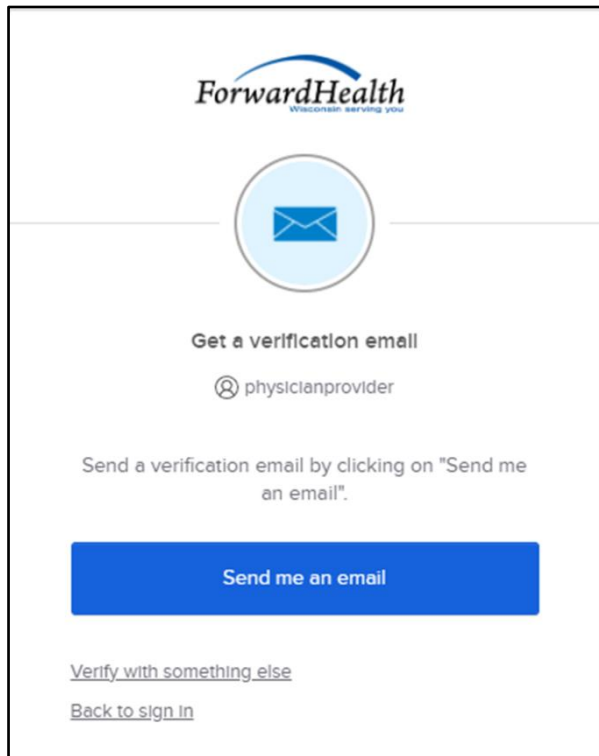 ForwardHealth
Wisconsin serving you
Get a verification email
physicianprovider
Send a verification email by clicking on "Send me
an email".
Send me an email
Verify with something else
Back to sign in